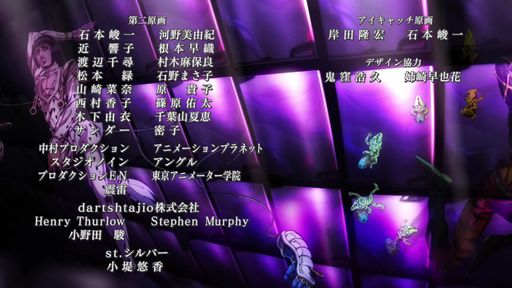 第二原画
石本峻一　河野美由紀
近　響子　根本早織
渡辺千尋　村木麻保良
松本　緑　石野まさ子
山崎菜奈　原　貴子
西村香子　篠原佑太
木下由衣　千葉山夏恵
サンダー　密子
中村プロダクション　アニメーションプラネット
スタジオノイン　アングル
プロダクションEN　東京アニメーター学院
震雷
dartshtajio株式会社
Henry Thurlow　Stephen Murphy
小野田　駿
st.シルバー
小堤悠香
アイキャッチ原画
岸田隆宏　石本峻一
デザイン協力
鬼窪浩久　姉崎早也花